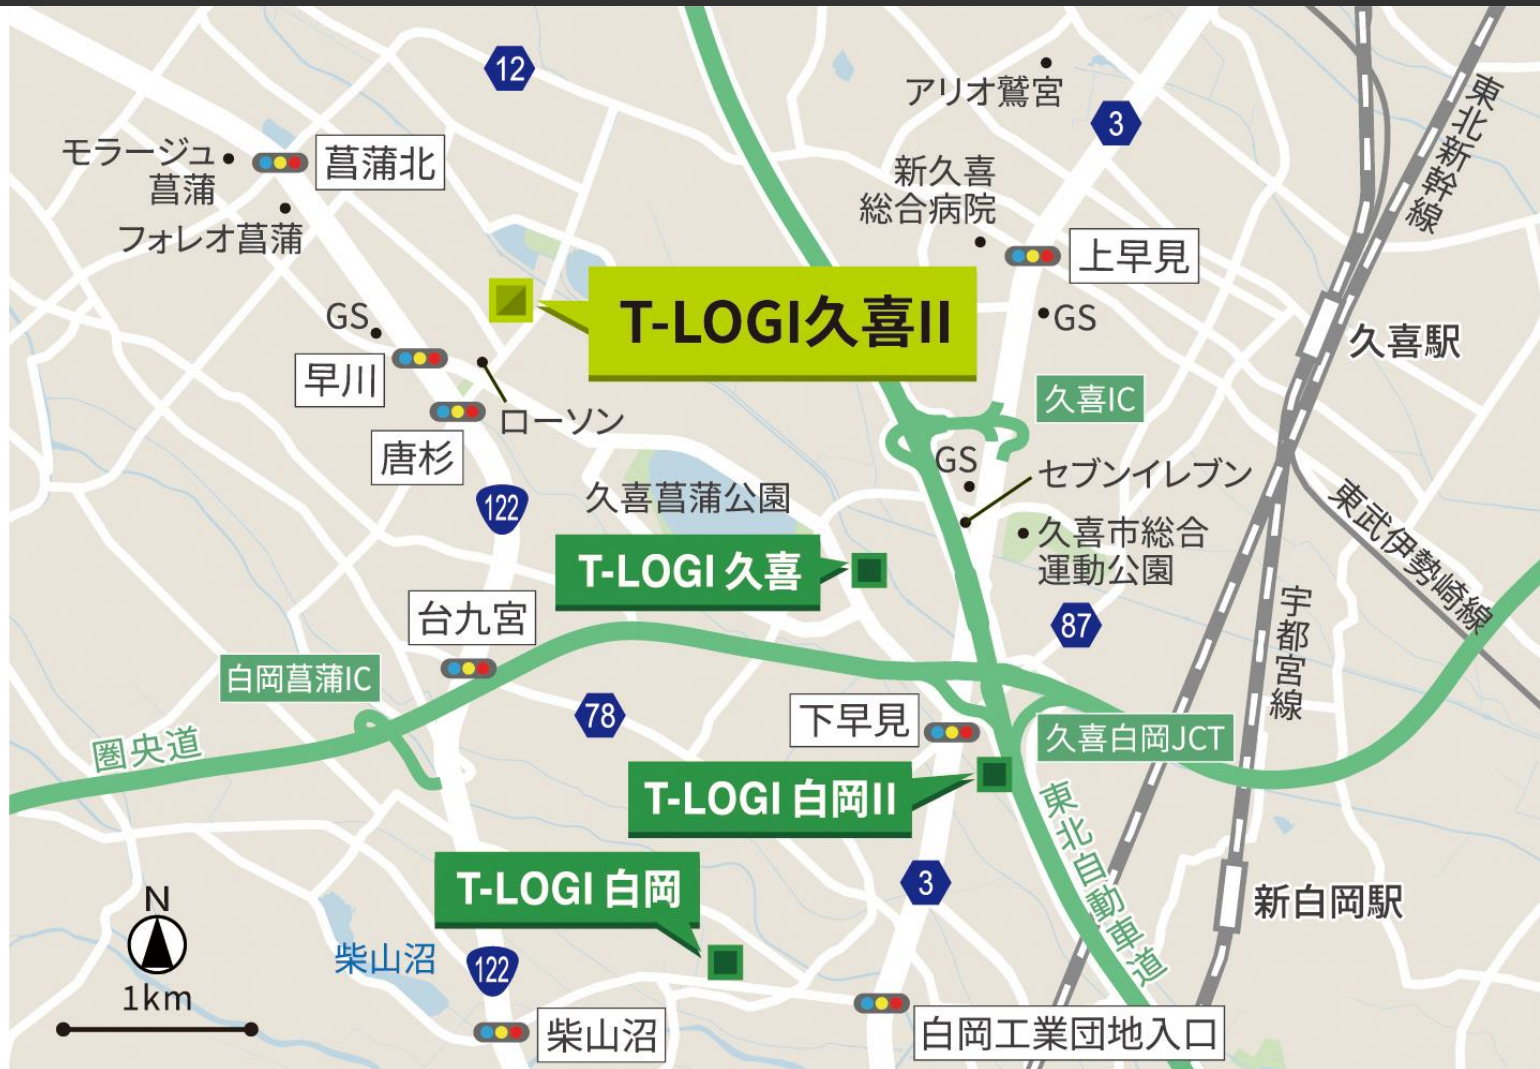 12
アリオ鷲宮
3
東北新幹線
モラージュ
菖蒲
菖蒲北
フォレオ菖蒲
新久喜
総合病院
上早見
T-LOGI久喜II
GS
GS
久喜駅
早川
ローソン
久喜IC
唐杉
GS
セブンイレブン
122
久喜菖蒲公園
久喜市総合
運動公園
東武伊勢崎線
T-LOGI 久喜
台九宮
87
宇都宮線
白岡菖蒲IC
78
下早見
久喜白岡JCT
圏央道
T-LOGI 白岡II
東北自動車道
T-LOGI 白岡
3
新白岡駅
N
1km
柴山沼
122
柴山沼
白岡工業団地入口